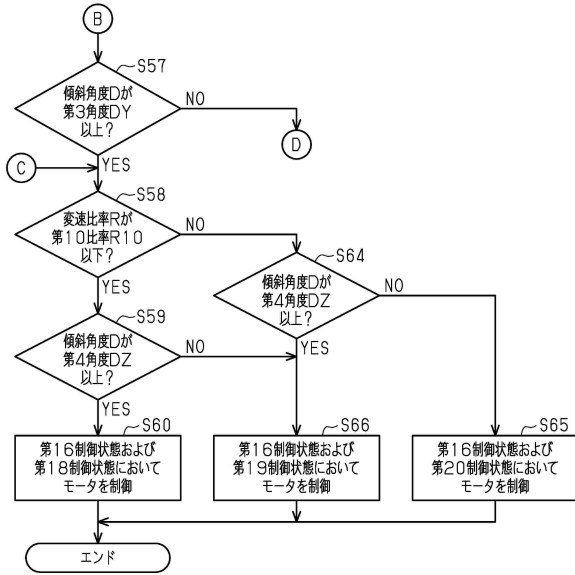 B
S57
傾斜角度Dが
第3角度DY
以上?
NO
D
YES
C
S58
変速比率Rが
第10比率R10
以下?
NO
YES
S64
傾斜角度Dが
第4角度DZ
以上?
NO
YES
S59
傾斜角度Dが
第4角度DZ
以上?
NO
YES
S60
第16制御状態および
第18制御状態において
モータを制御
S66
第16制御状態および
第19制御状態において
モータを制御
S65
第16制御状態および
第20制御状態において
モータを制御
エンド